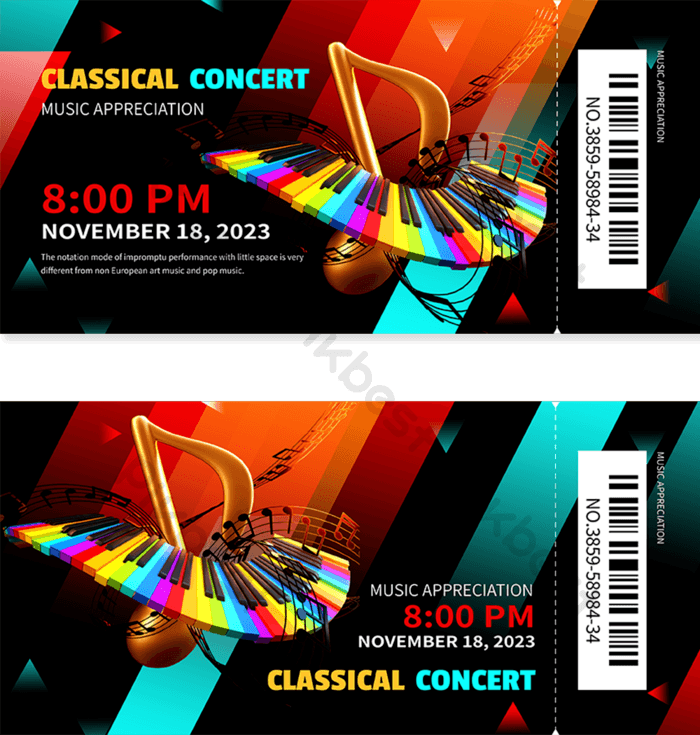 CLASSICAL CONCERT
MUSIC APPRECIATION
8:00 PM
NOVEMBER 18, 2023
The notation mode of impromptu performance with little space is very
different from non European art music and pop music.
NO.3859-58984-34
MUSIC APPRECIATION
MUSIC APPRECIATION
8:00 PM
NOVEMBER 18, 2023
CLASSICAL CONCERT
NO.3859-58984-34
MUSIC APPRECIATION